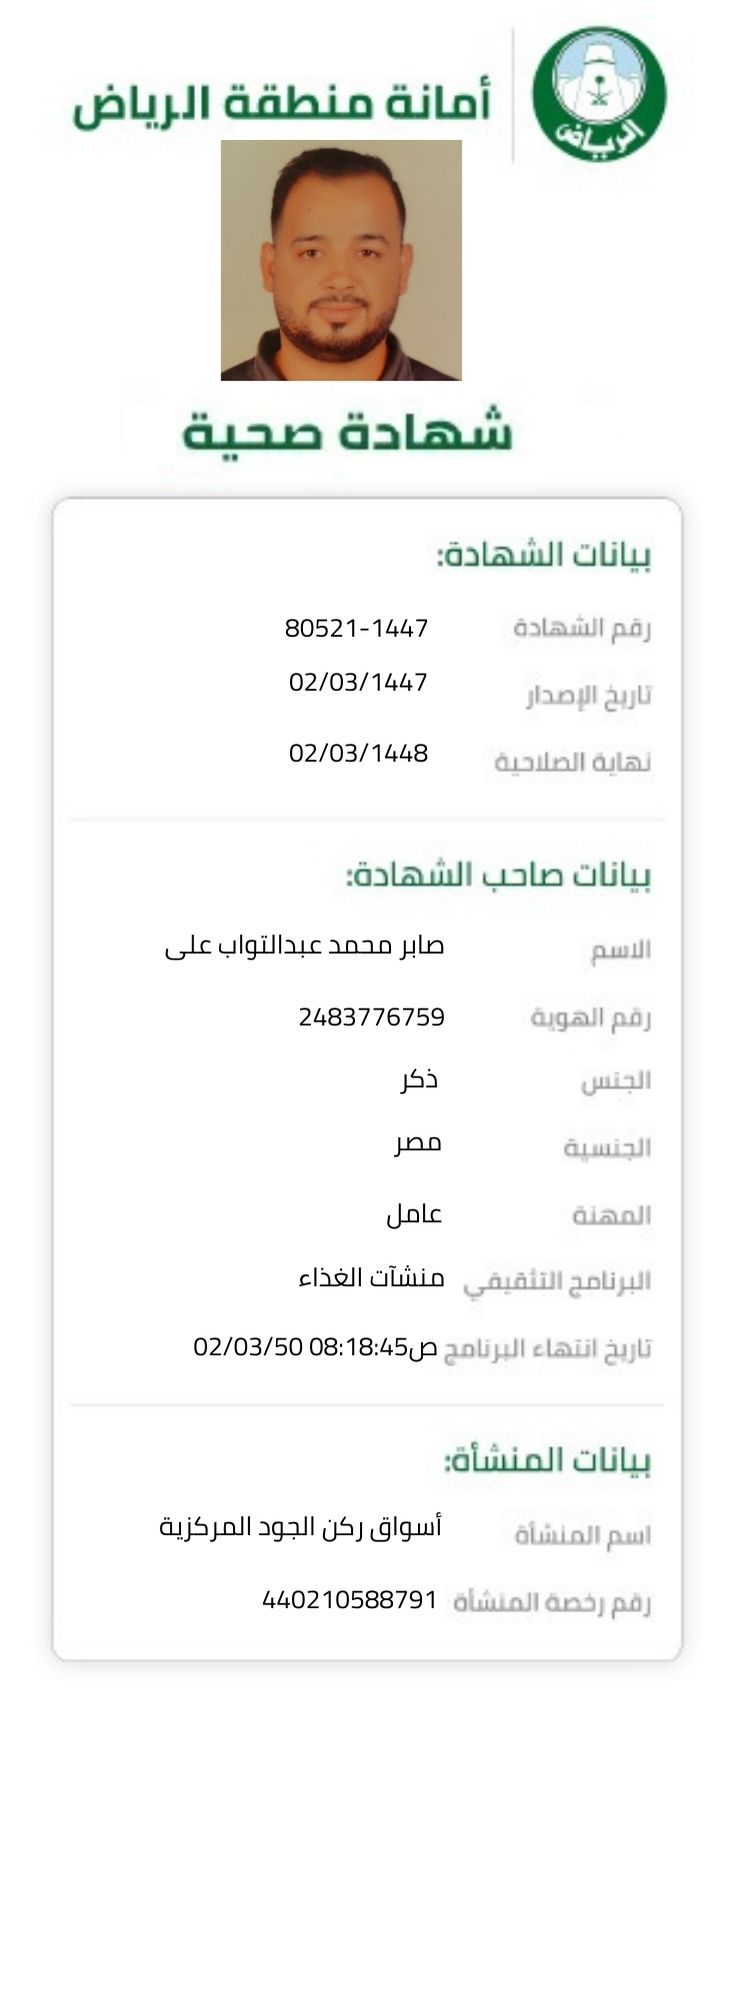 أمانة منطقة الرياض
الرياض
شهادة صحية
بيانات الشهادة:
رقم الشهادة 80521-1447
تاريخ الإصدار 02/03/1447
نهاية الصلاحية 02/03/1448
بيانات صاحب الشهادة:
الاسم صابر محمد عبدالتواب على
رقم الهوية 2483776759
الجنس ذكر
الجنسية مصر
المهنة عامل
البرنامج التثقيفي منشآت الغذاء
تاريخ انتهاء البرنامج 02/03/50 08:18:45ص
بيانات المنشأة:
اسم المنشأة أسواق ركن الجود المركزية
رقم رخصة المنشأة 440210588791